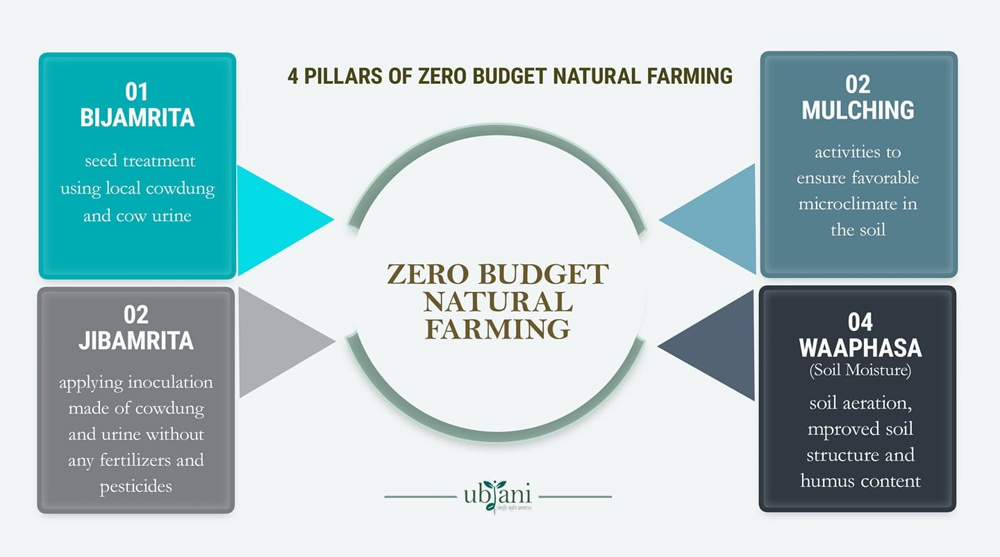 4 PILLARS OF ZERO BUDGET NATURAL FARMING
01
BIJAMRITA
seed treatment
using local cowdung
and cow urine
02
MULCHING
activities to
ensure favorable
microclimate in
the soil
ZERO BUDGET
NATURAL
FARMING
02
JIBAMRITA
applying inoculation
made of cowdung
and urine without
any fertilizers and
pesticides
04
WAAPHASA
(Soil Moisture)
soil aeration,
mproved soil
structure and
humus content
ubjani